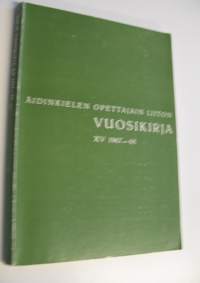 ÄIDINKIELEN OPETTAJAIN LIITON
VUOSIKIRJA
XV 1967—68